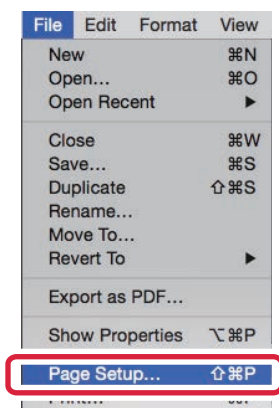 File Edit Format View
New ⌘N
Open... ⌘O
Open Recent ▶
Close ⌘W
Save... ⌘S
Duplicate ⇧⌘S
Rename...
Move To...
Revert To ▶
Export as PDF...
Show Properties ⌥⌘P
Page Setup... ⇧⌘P